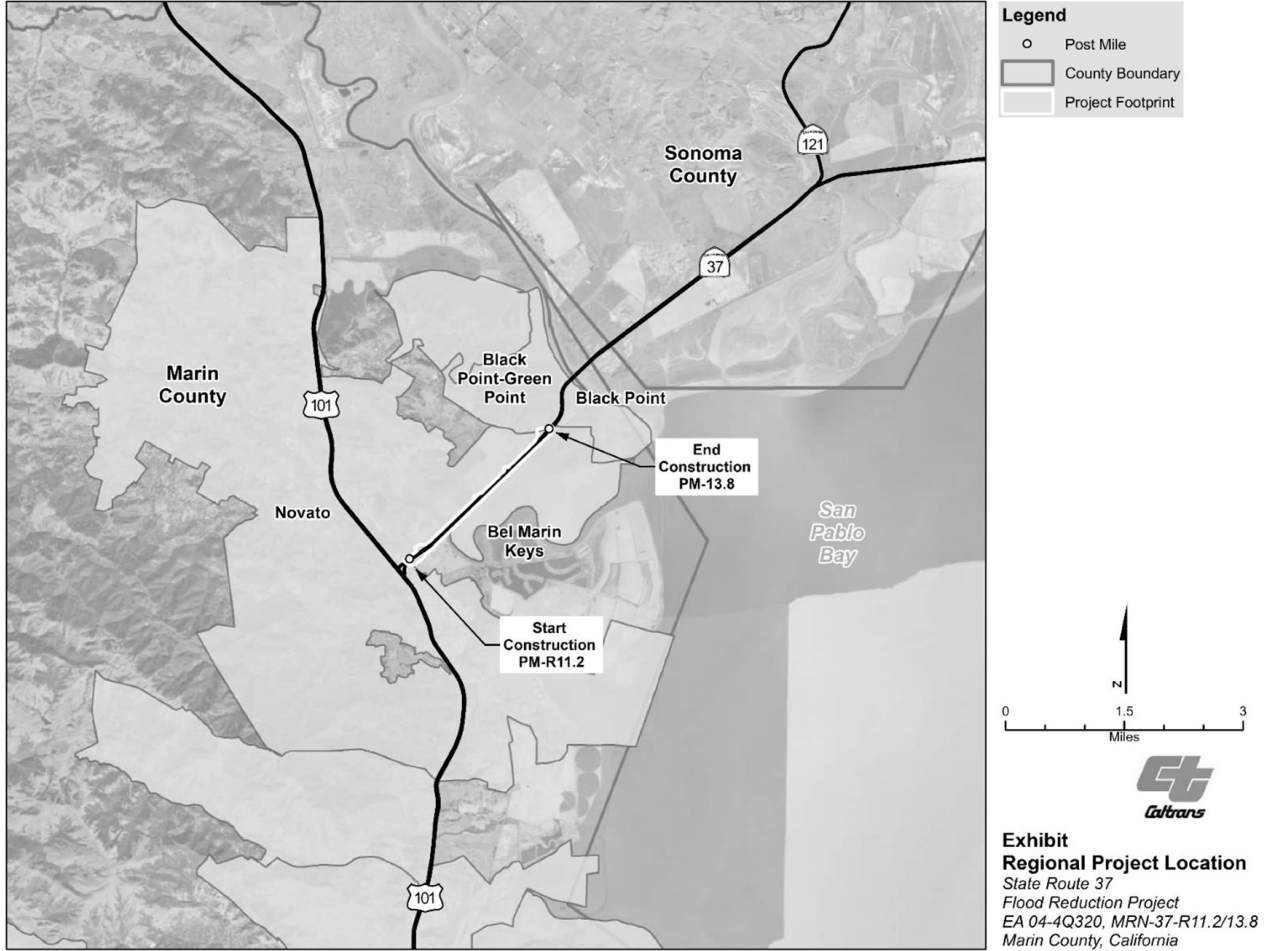 Legend
Post Mile
County Boundary
Project Footprint
CALIFORNIA
121
Sonoma
County
CALIFORNIA
37
Marin
County
101
Black
Point-Green
Point
Black Point
End
Construction
PM-13.8
Novato
Bel Marin
Keys
San
Pablo
Bay
Start
Construction
PM-R11.2
101
N
0 1.5 3
Miles
ct
Caltrans
Exhibit
Regional Project Location
State Route 37
Flood Reduction Project
EA 04-4Q320, MRN-37-R11.2/13.8
Marin County, California